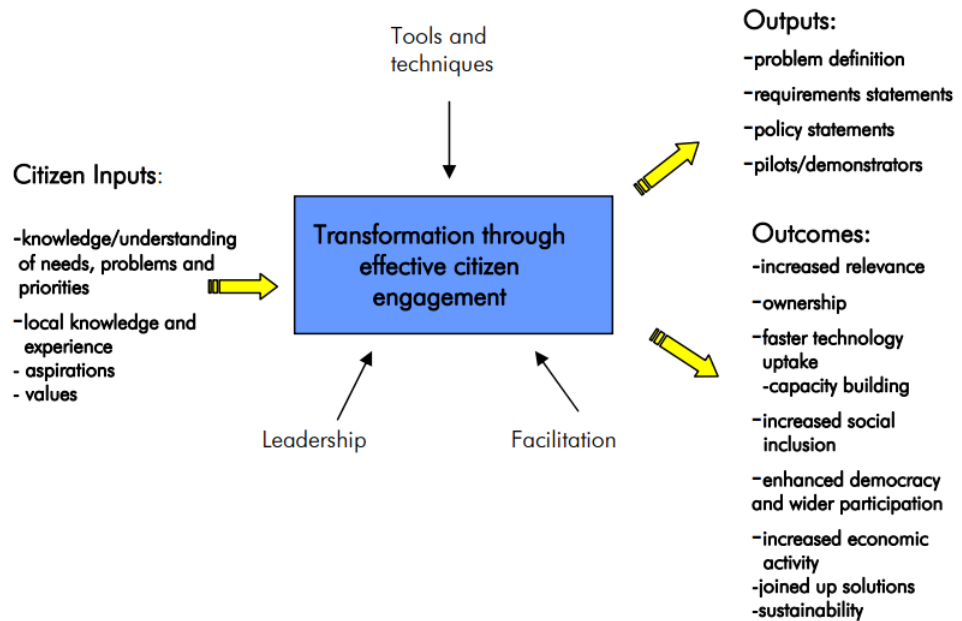 Tools and
techniques
Citizen Inputs:
-knowledge/understanding
of needs, problems and
priorities
-local knowledge and
experience
- aspirations
- values
Transformation through
effective citizen
engagement
Leadership
Facilitation
Outputs:
-problem definition
-requirements statements
-policy statements
-pilots/demonstrators
Outcomes:
-increased relevance
-ownership
-faster technology
uptake
-capacity building
-increased social
inclusion
-enhanced democracy
and wider participation
-increased economic
activity
-joined up solutions
-sustainability